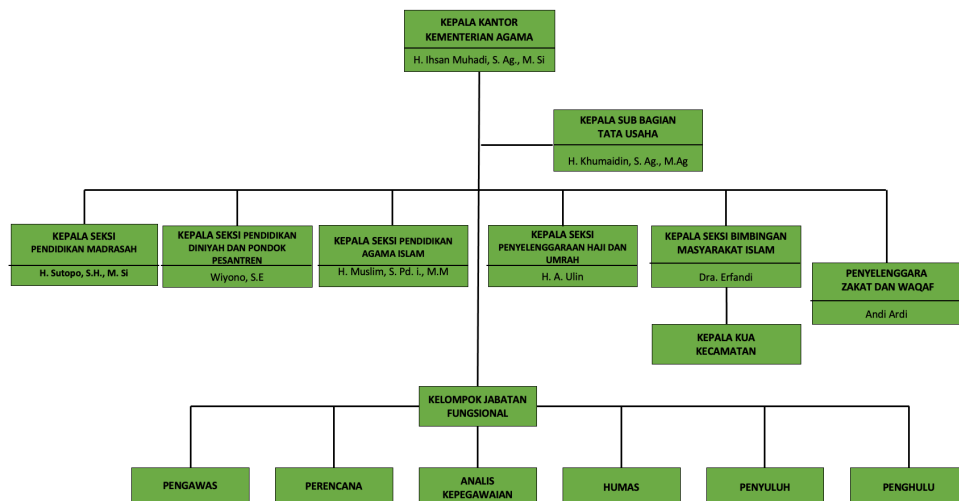 KEPALA KANTOR
KEMENTERIAN AGAMA
H. Ihsan Muhadi, S. Ag., M. Si
KEPALA SUB BAGIAN
TATA USAHA
H. Khumaidin, S. Ag., M.Ag
KEPALA SEKSI
PENDIDIKAN MADRASAH
H. Sutopo, S.H., M. Si
KEPALA SEKSI PENDIDIKAN
DINIYAH DAN PONDOK
PESANTREN
Wiyono, S.E
KEPALA SEKSI PENDIDIKAN
AGAMA ISLAM
H. Muslim, S. Pd. i., M.M
KEPALA SEKSI
PENYELENGGARAAN HAJI DAN
UMRAH
H. A. Ulin
KEPALA SEKSI BIMBINGAN
MASYARAKAT ISLAM
Dra. Erfandi
PENYELENGGARA
ZAKAT DAN WAQAF
Andi Ardi
KEPALA KUA
KECAMATAN
KELOMPOK JABATAN
FUNGSIONAL
PENGAWAS
PERENCANA
ANALIS
KEPEGAWAIAN
HUMAS
PENYULUH
PENGHULU